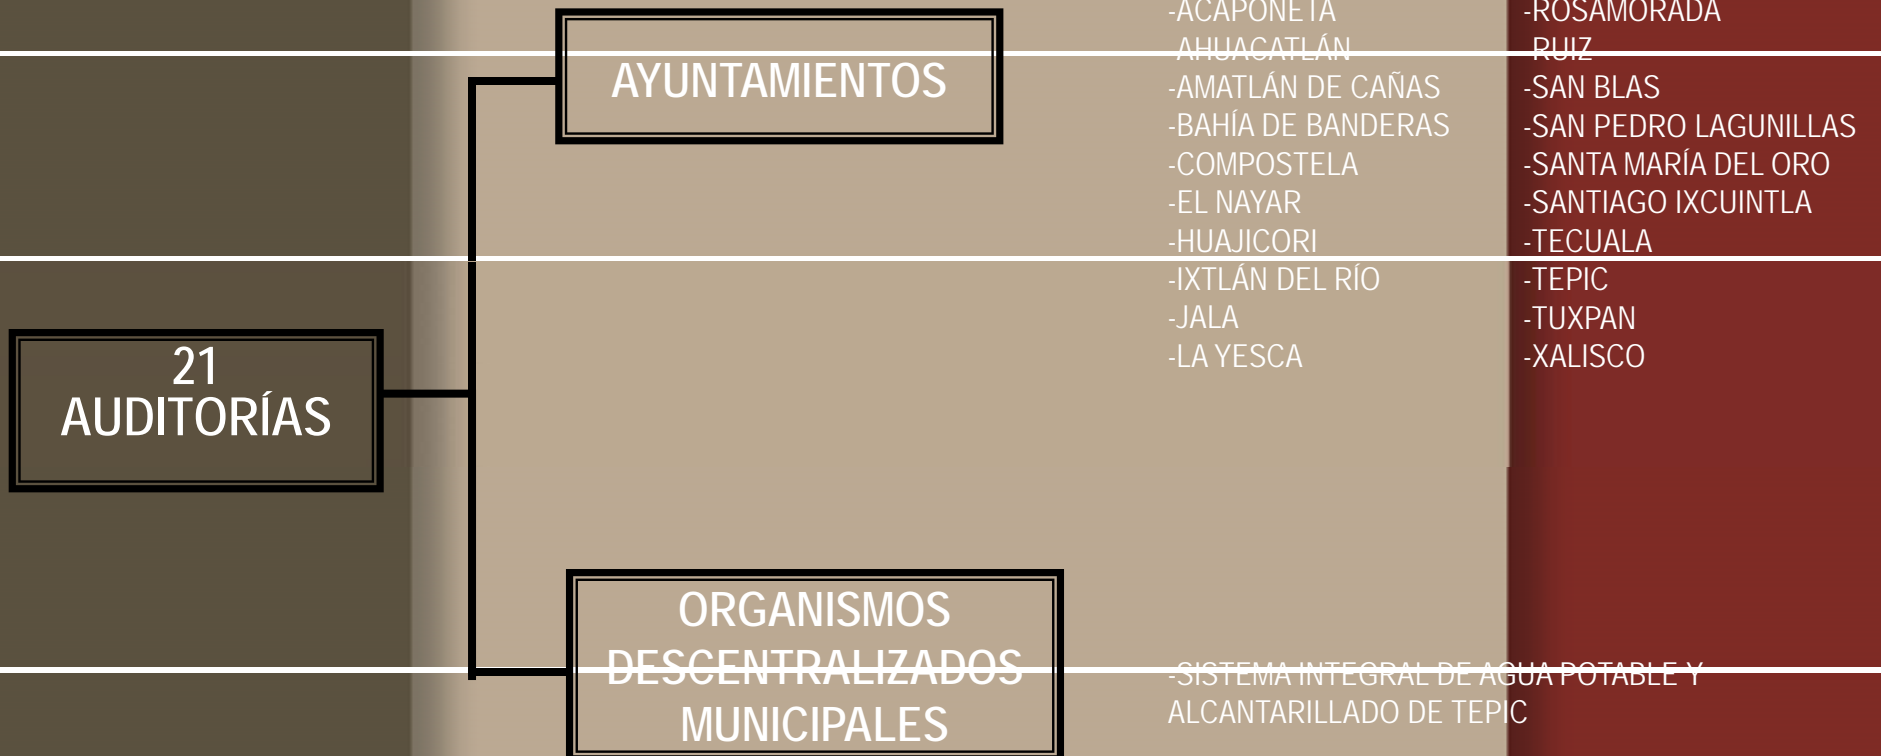 21
AUDITORÍAS
AYUNTAMIENTOS
-ACAPONETA
-AHUACATLÁN
-AMATLÁN DE CAÑAS
-BAHÍA DE BANDERAS
-COMPOSTELA
-EL NAYAR
-HUAJICORI
-IXTLÁN DEL RÍO
-JALA
-LA YESCA
-ROSAMORADA
-RUIZ
-SAN BLAS
-SAN PEDRO LAGUNILLAS
-SANTA MARÍA DEL ORO
-SANTIAGO IXCUINTLA
-TECUALA
-TEPIC
-TUXPAN
-XALISCO
ORGANISMOS
DESCENTRALIZADOS
MUNICIPALES
-SISTEMA INTEGRAL DE AGUA POTABLE Y
ALCANTARILLADO DE TEPIC